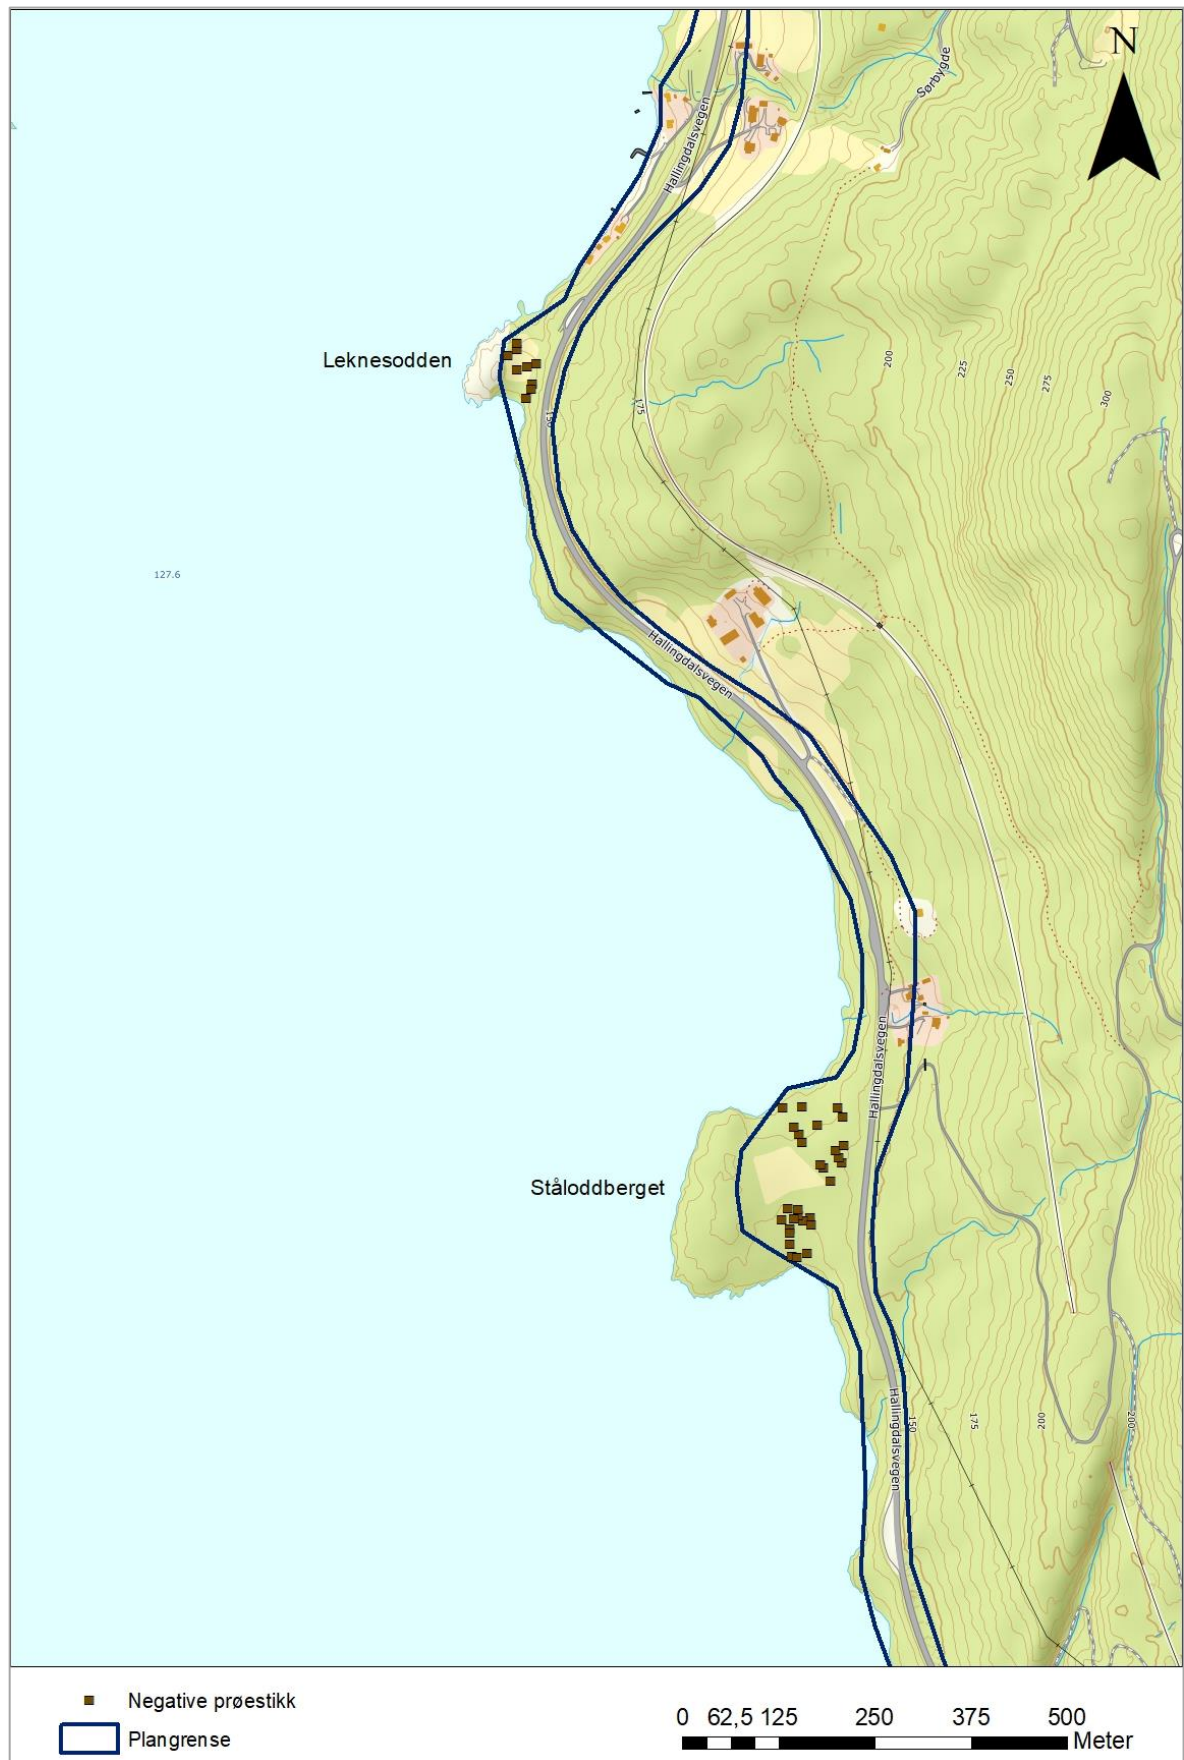 N
Sørbygde
Hallingdalsvegen
Leknesodden
200
225
250
275
300
175
150
127.6
Hallingdalsvegen
Hallingdalsvegen
Ståloddberget
Hallingdalsvegen
150
175
200
200
Negative prøestikk
Plangrense
0 62,5 125 250 375 500
Meter